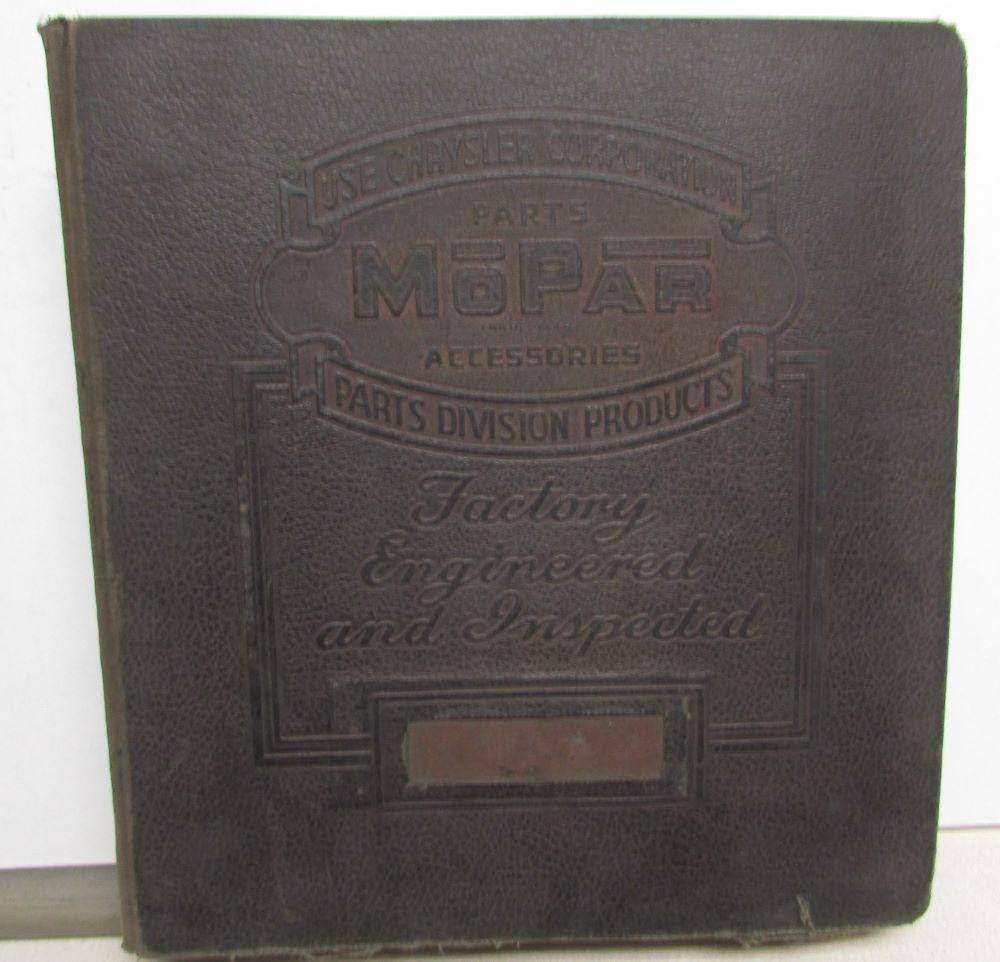 USE CHRYSLER CORPORATION
PARTS
MOPAR
ACCESSORIES
PARTS DIVISION PRODUCTS
Factory
Engineered
and Inspected